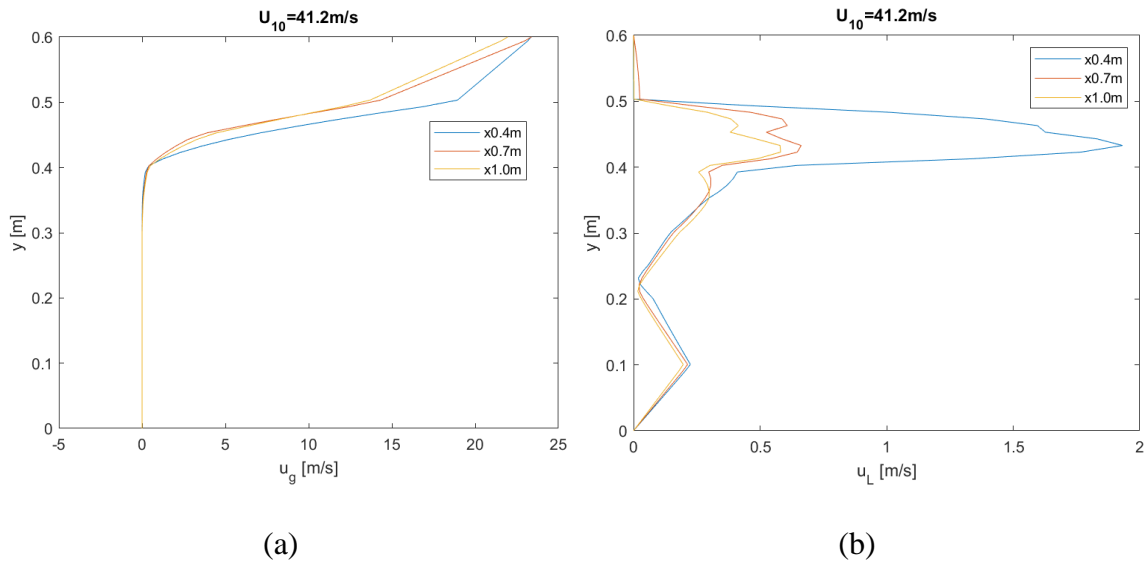 U10=41.2m/s
0.6
0.5
0.4
0.3
0.2
0.1
0
y [m]
-5 0 5 10 15 20 25
ug [m/s]
x0.4m
x0.7m
x1.0m
(a)
U10=41.2m/s
0.6
0.5
0.4
0.3
0.2
0.1
0
y [m]
0 0.5 1 1.5 2
uL [m/s]
x0.4m
x0.7m
x1.0m
(b)